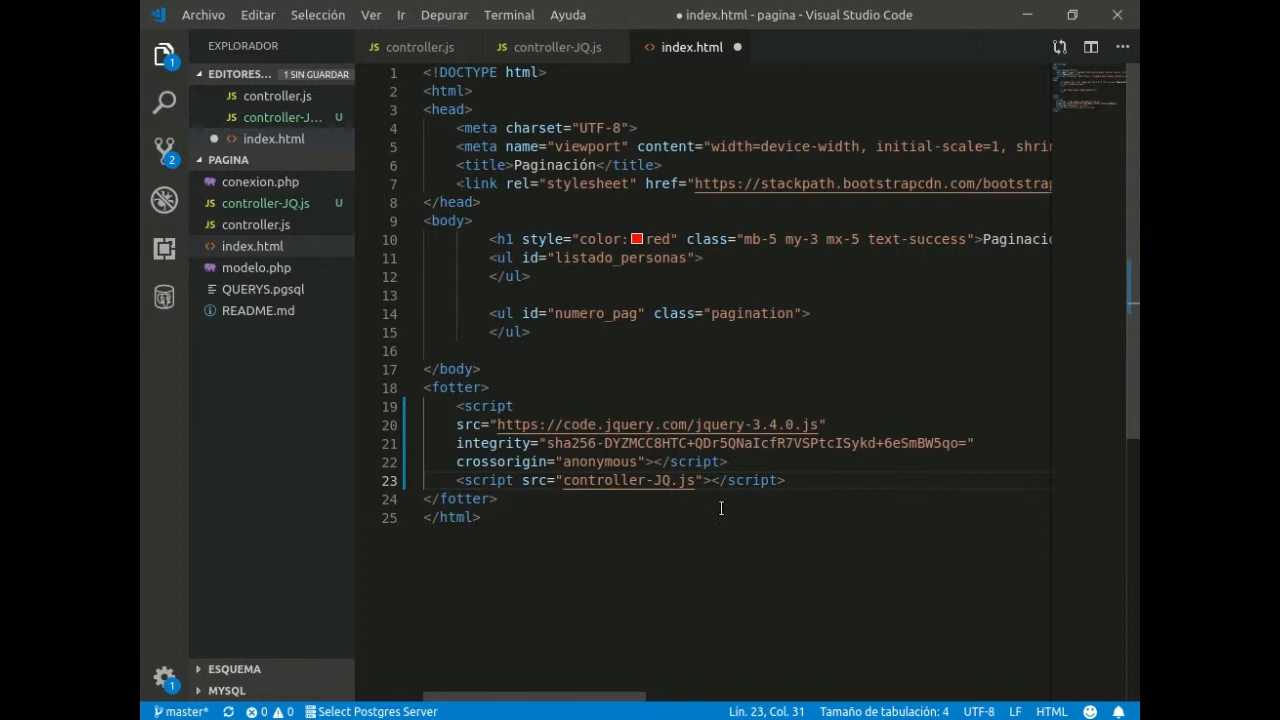 Archivo Editar Selección Ver Ir Depurar Terminal Ayuda ● index.html - pagina - Visual Studio Code
EXPLORADOR
EDITORES... 1 SIN GUARDAR
JS controller.js
JS controller-J... U
<> index.html
PAGINA
conexion.php
JS controller-JQ.js U
JS controller.js
<> index.html
modelo.php
QUERYS.pgsql
README.md
ESQUEMA
MYSQL
1
2
1
JS controller.js JS controller-JQ.js <> index.html
1 <!DOCTYPE html>
2 <html>
3 <head>
4 <meta charset="UTF-8">
5 <meta name="viewport" content="width=device-width, initial-scale=1, shrin
6 <title>Paginación</title>
7 <link rel="stylesheet" href="https://stackpath.bootstrapcdn.com/bootstrap
8 </head>
9 <body>
10 <h1 style="color:red" class="mb-5 my-3 mx-5 text-success">Paginacio
11 <ul id="listado_personas">
12 </ul>
13
14 <ul id="numero_pag" class="pagination">
15 </ul>
16
17 </body>
18 <fotter>
19 <script
20 src="https://code.jquery.com/jquery-3.4.0.js"
21 integrity="sha256-DYZMCC8HTC+QDr5QNaIcfR7VSPtcISykd+6eSmBW5qo="
22 crossorigin="anonymous"></script>
23 <script src="controller-JQ.js"></script>
24 </fotter>
25 </html>
master* 0 0 Select Postgres Server Lín. 23, Col. 31 Tamaño de tabulación: 4 UTF-8 LF HTML